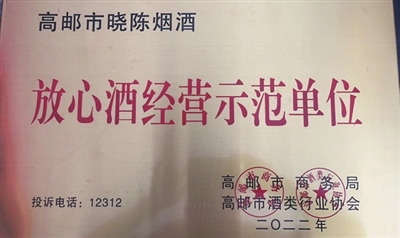 高邮市晓陈烟酒
放心酒经营示范单位
高邮市商务局
投诉电话：12312 高邮市酒类行业协会
二〇二二年